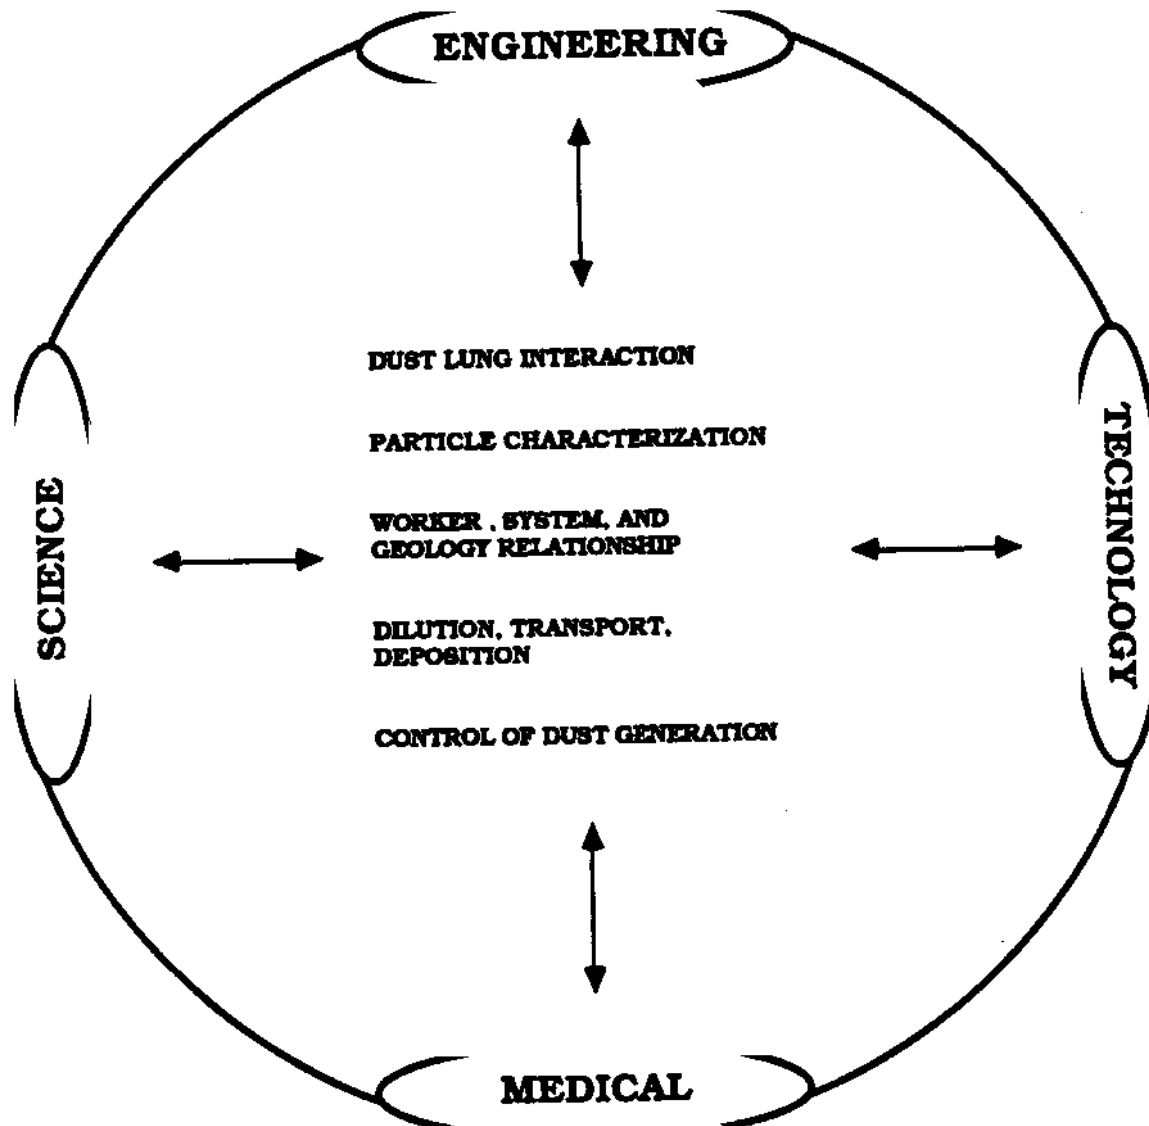 ENGINEERING
DUST LUNG INTERACTION
PARTICLE CHARACTERIZATION
WORKER , SYSTEM, AND
GEOLOGY RELATIONSHIP
DILUTION, TRANSPORT,
DEPOSITION
CONTROL OF DUST GENERATION
SCIENCE
TECHNOLOGY
MEDICAL